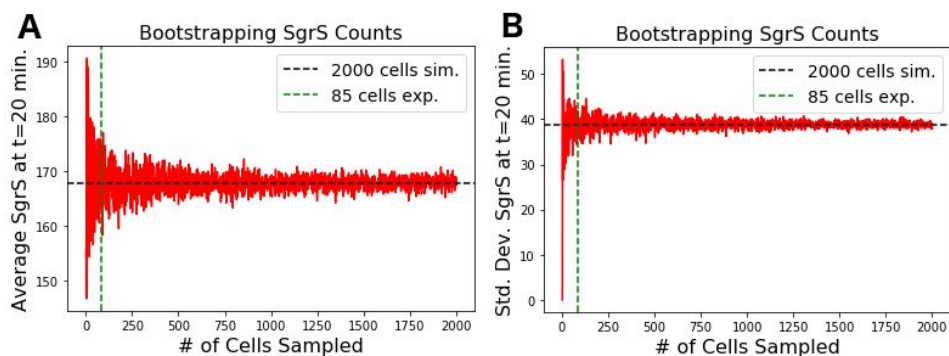 A
Bootstrapping SgrS Counts
Average SgrS at t=20 min.
190
180
170
160
150
2000 cells sim.
85 cells exp.
0 250 500 750 1000 1250 1500 1750 2000
# of Cells Sampled
B
Bootstrapping SgrS Counts
Std. Dev. SgrS at t=20 min.
50
40
30
20
10
0
2000 cells sim.
85 cells exp.
0 250 500 750 1000 1250 1500 1750 2000
# of Cells Sampled